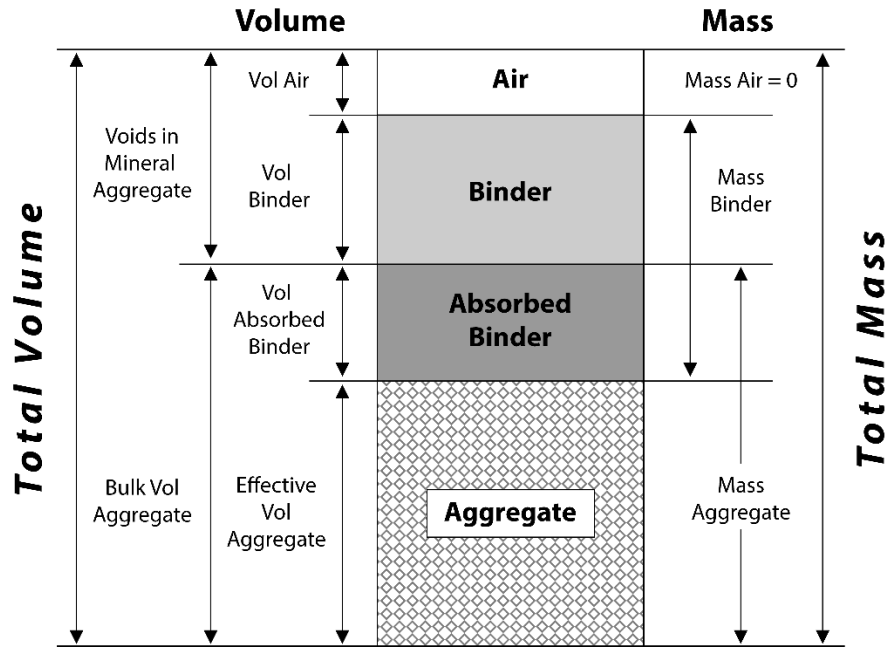 Volume
Mass
Total Volume
Voids in
Mineral
Aggregate
Vol Air
Air
Mass Air = 0
Vol
Binder
Binder
Mass
Binder
Vol
Absorbed
Binder
Absorbed
Binder
Bulk Vol
Aggregate
Effective
Vol
Aggregate
Aggregate
Mass
Aggregate
Total Mass